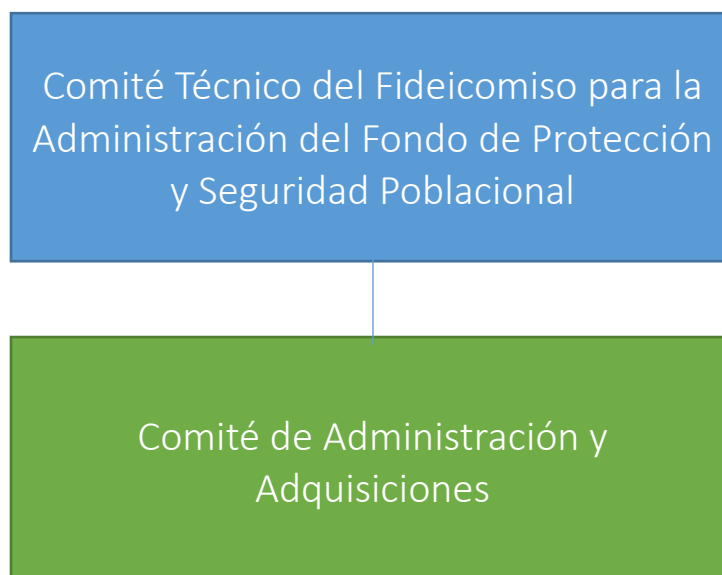 Comité Técnico del Fideicomiso para la
Administración del Fondo de Protección
y Seguridad Poblacional
Comité de Administración y
Adquisiciones